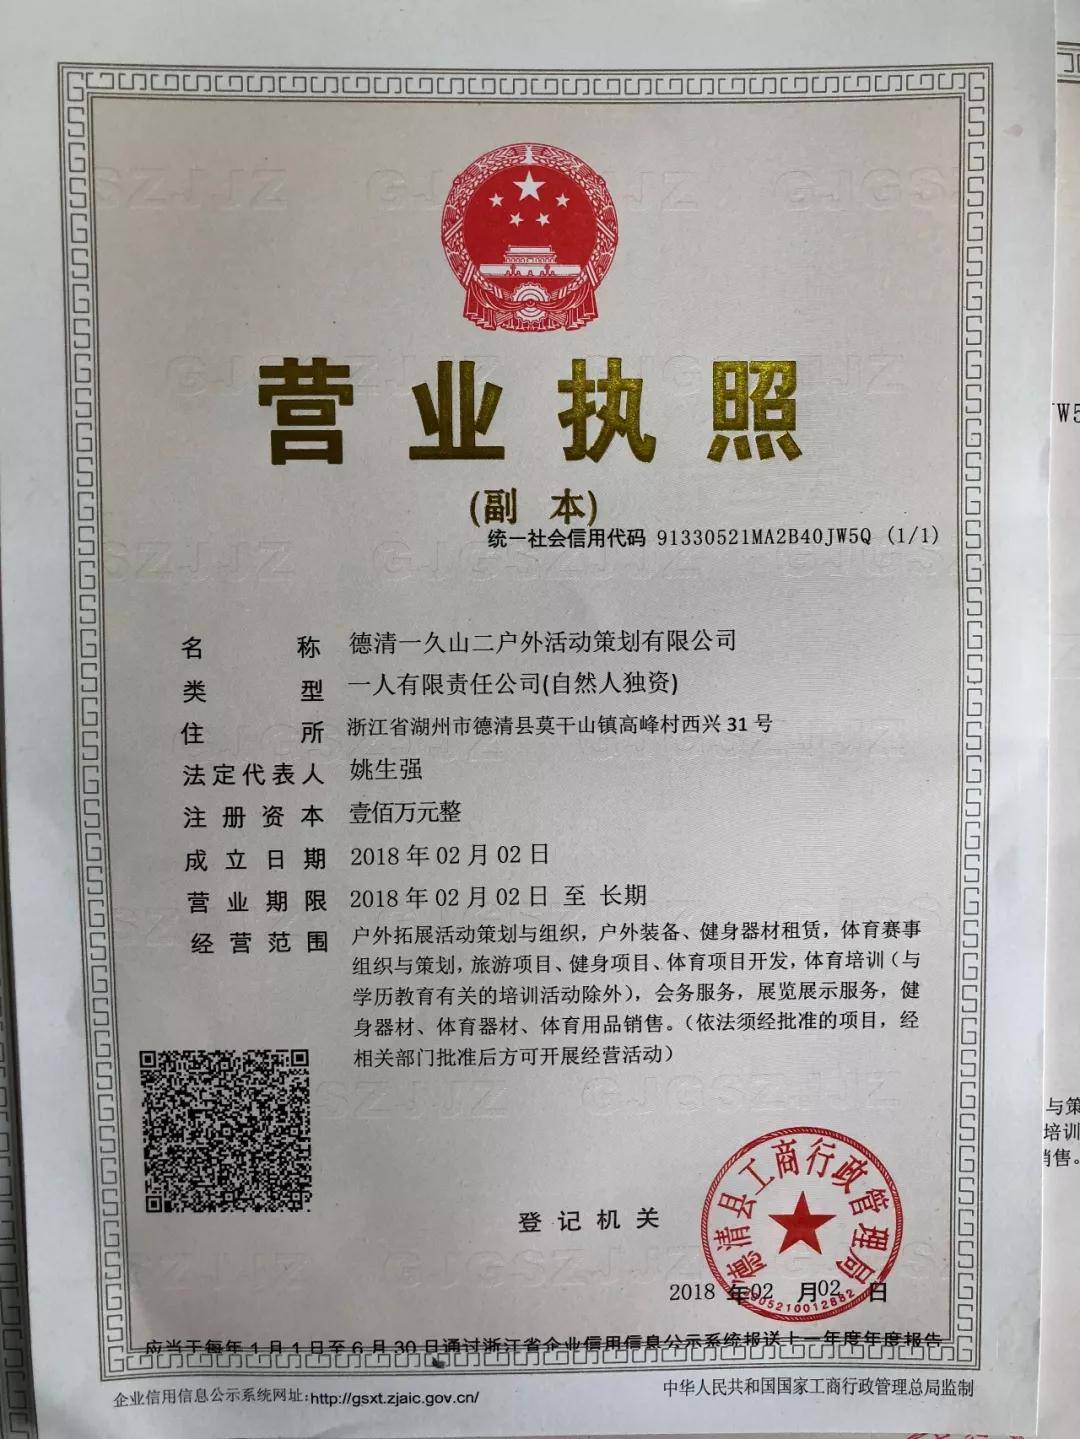 营业执照
(副 本)
统一社会信用代码 91330521MA2B40JW5Q (1/1)
名 称 德清一久山二户外活动策划有限公司
类 型 一人有限责任公司(自然人独资)
住 所 浙江省湖州市德清县莫干山镇高峰村西兴31号
法定代表人 姚生强
注册资本 壹佰万元整
成立日期 2018年02月02日
营业期限 2018年02月02日 至 长期
经营范围 户外拓展活动策划与组织，户外装备、健身器材租赁，体育赛事
组织与策划，旅游项目、健身项目、体育项目开发，体育培训（与
学历教育有关的培训活动除外），会务服务，展览展示服务，健
身器材、体育器材、体育用品销售。（依法须经批准的项目，经
相关部门批准后方可开展经营活动）
登记机关
德清县工商行政管理局
2018 年02 月02 日
应当于每年1月1日至6月30日通过浙江省企业信用信息公示系统报送上一年度年度报告
企业信用信息公示系统网址:http://gsxt.zjaic.gov.cn/
中华人民共和国国家工商行政管理总局监制
JW5
与策
培训
销售。